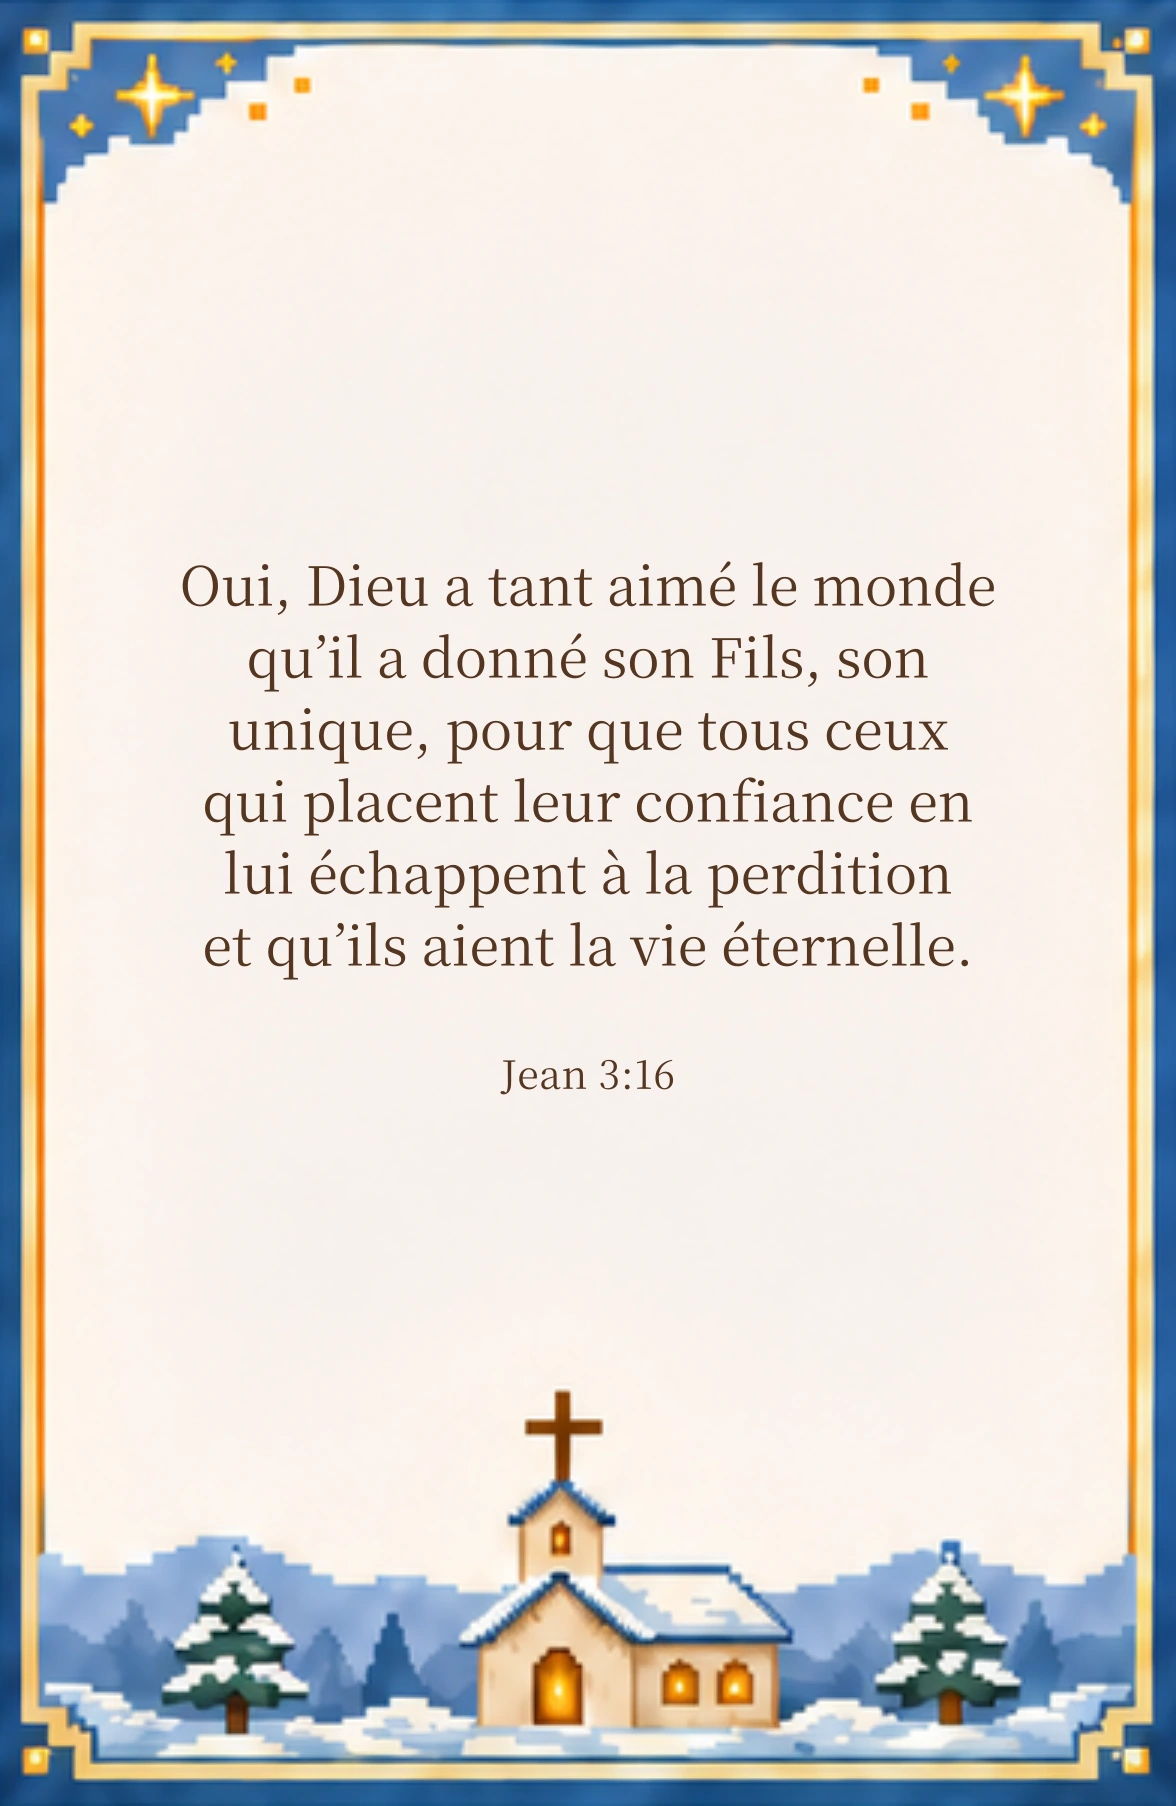 Oui, Dieu a tant aimé le monde
qu’il a donné son Fils, son
unique, pour que tous ceux
qui placent leur confiance en
lui échappent à la perdition
et qu’ils aient la vie éternelle.
Jean 3:16